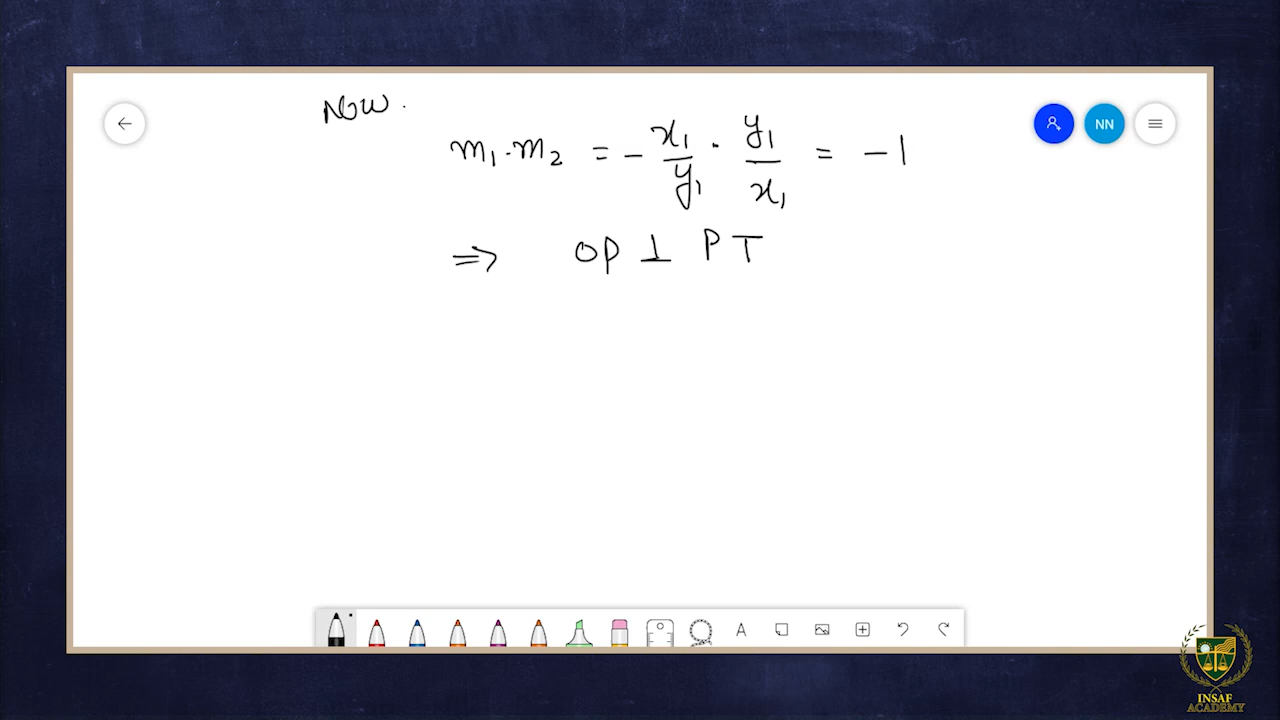 Now.
m₁·m₂ = - x₁/y₁ · y₁/x₁ = -1
⇒ OP ⊥ PT
NN
A
INSAF
ACADEMY